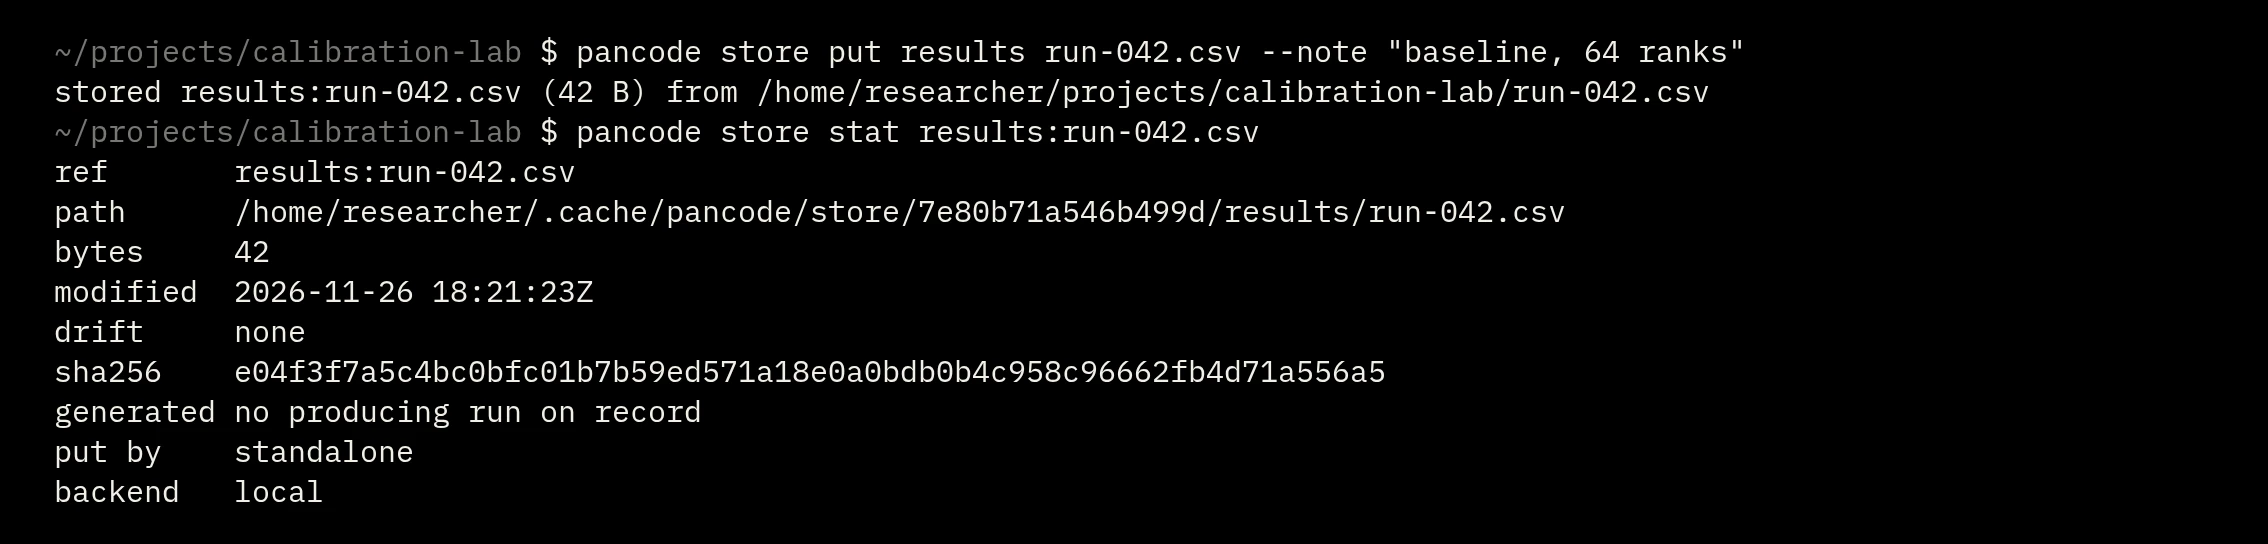 ~/projects/calibration-lab $ pancode store put results run-042.csv --note "baseline, 64 ranks"
stored results:run-042.csv (42 B) from /home/researcher/projects/calibration-lab/run-042.csv
~/projects/calibration-lab $ pancode store stat results:run-042.csv
ref       results:run-042.csv
path      /home/researcher/.cache/pancode/store/7e80b71a546b499d/results/run-042.csv
bytes     42
modified  2026-11-26 18:21:23Z
drift     none
sha256    e04f3f7a5c4bc0bfc01b7b59ed571a18e0a0bdb0b4c958c96662fb4d71a556a5
generated no producing run on record
put by    standalone
backend   local